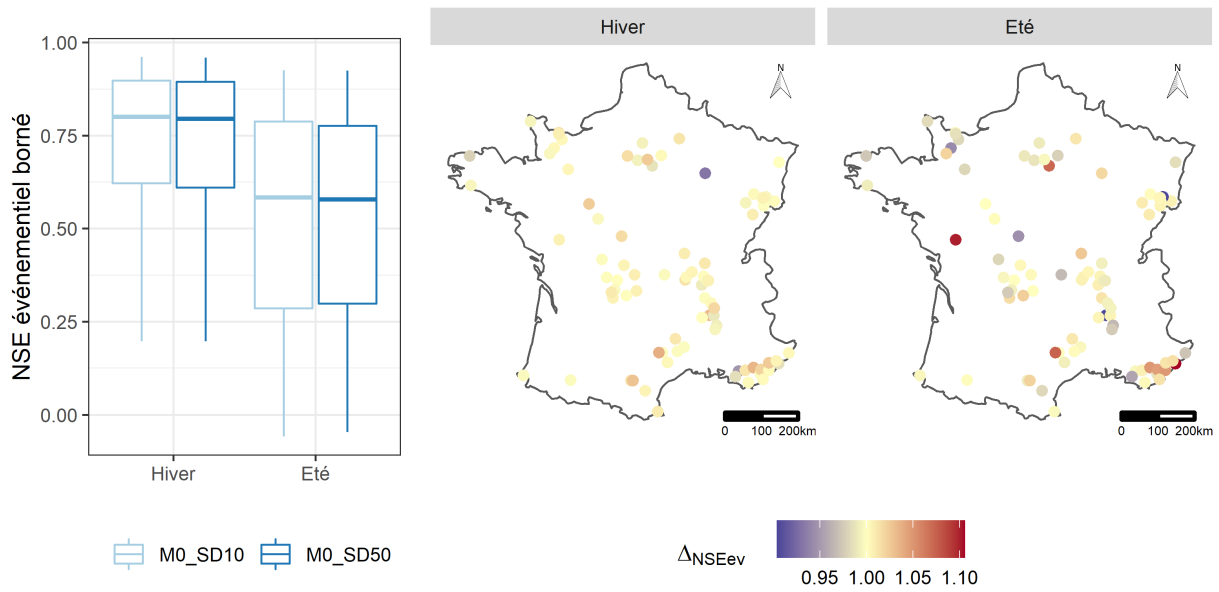 NSE événementiel borné
1.00
0.75
0.50
0.25
0.00
Hiver
Eté
M0_SD10
M0_SD50
Hiver
N
0 100 200km
Eté
N
0 100 200km
ΔNSEev
0.95 1.00 1.05 1.10